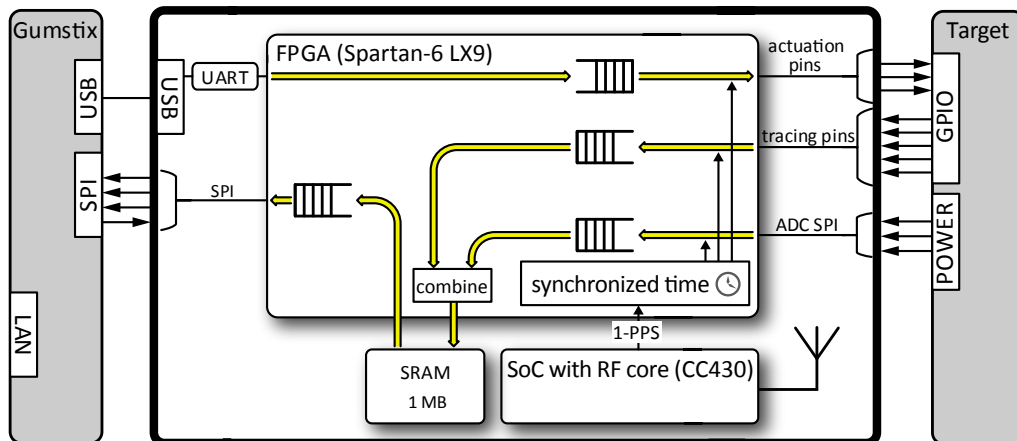 Gumstix
USB
SPI
LAN
USB
UART
SPI
FPGA (Spartan-6 LX9)
combine
synchronized time
1-PPS
SRAM
1 MB
SoC with RF core (CC430)
actuation
pins
tracing pins
ADC SPI
Target
GPIO
POWER